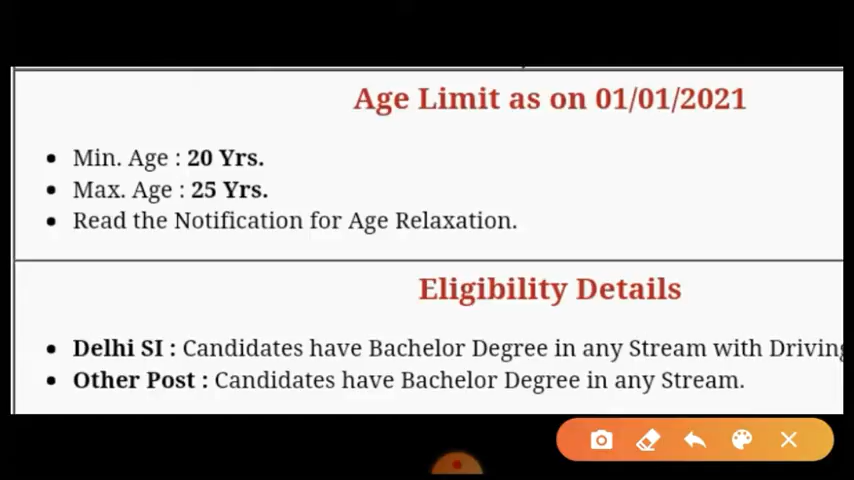 Age Limit as on 01/01/2021
• Min. Age : 20 Yrs.
• Max. Age : 25 Yrs.
• Read the Notification for Age Relaxation.
Eligibility Details
• Delhi SI : Candidates have Bachelor Degree in any Stream with Driving
• Other Post : Candidates have Bachelor Degree in any Stream.